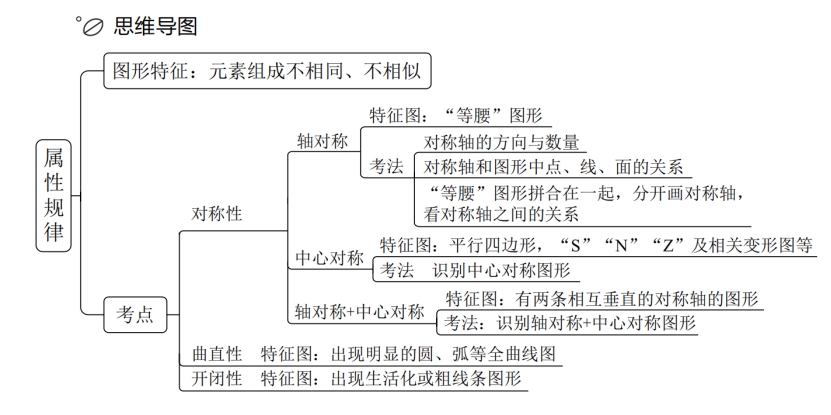 思维导图
图形特征：元素组成不相同、不相似
属性规律
特征图：“等腰”图形
轴对称
对称轴的方向与数量
考法
对称轴和图形中点、线、面的关系
“等腰”图形拼合在一起，分开画对称轴，
看对称轴之间的关系
对称性
特征图：平行四边形，“S”“N”“Z”及相关变形图等
中心对称
考法 识别中心对称图形
特征图：有两条相互垂直的对称轴的图形
轴对称+中心对称
考法：识别轴对称+中心对称图形
考点
曲直性 特征图：出现明显的圆、弧等全曲线图
开闭性 特征图：出现生活化或粗线条图形